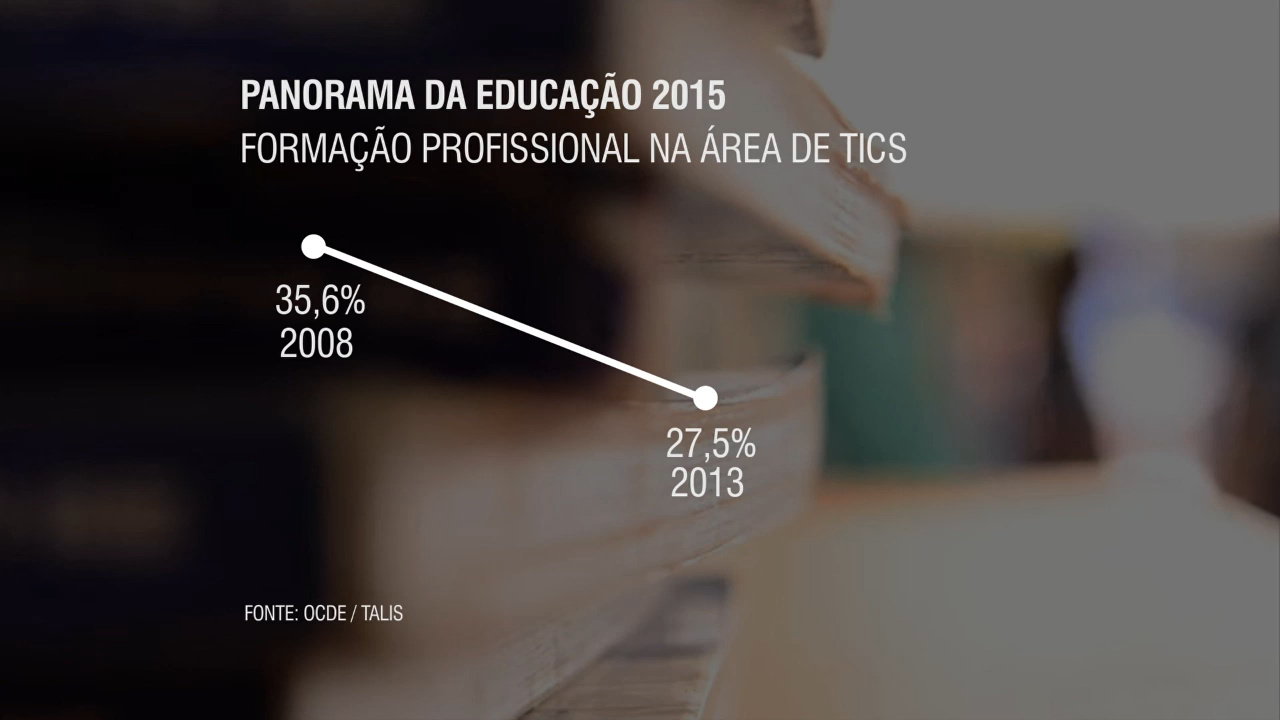 PANORAMA DA EDUCAÇÃO 2015
FORMAÇÃO PROFISSIONAL NA ÁREA DE TICS
35,6%
2008
27,5%
2013
FONTE: OCDE / TALIS